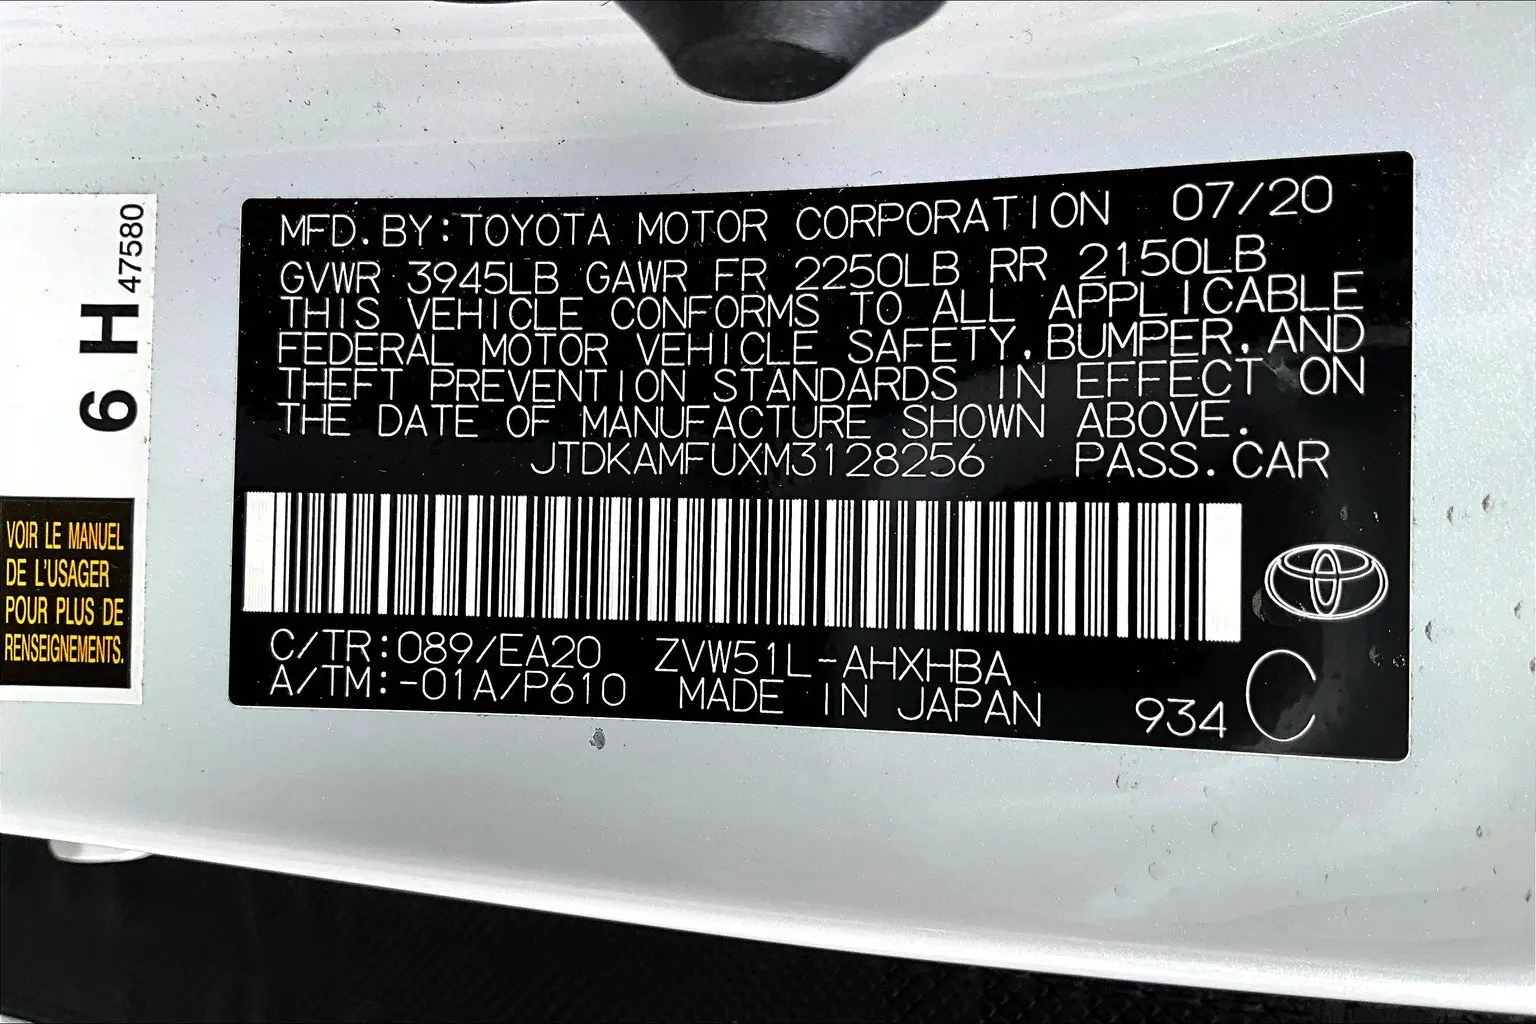 MFD.BY:TOYOTA MOTOR CORPORATION 07/20
GVWR 3945LB GAWR FR 2250LB RR 2150LB
THIS VEHICLE CONFORMS TO ALL APPLICABLE
FEDERAL MOTOR VEHICLE SAFETY,BUMPER,AND
THEFT PREVENTION STANDARDS IN EFFECT ON
THE DATE OF MANUFACTURE SHOWN ABOVE.
JTDKAMFUXM3128256 PASS.CAR
C/TR:089/EA20 ZVW51L-AHXHBA
A/TM:-01A/P610 MADE IN JAPAN 934 C
6 H 47580
VOIR LE MANUEL
DE L'USAGER
POUR PLUS DE
RENSEIGNEMENTS.